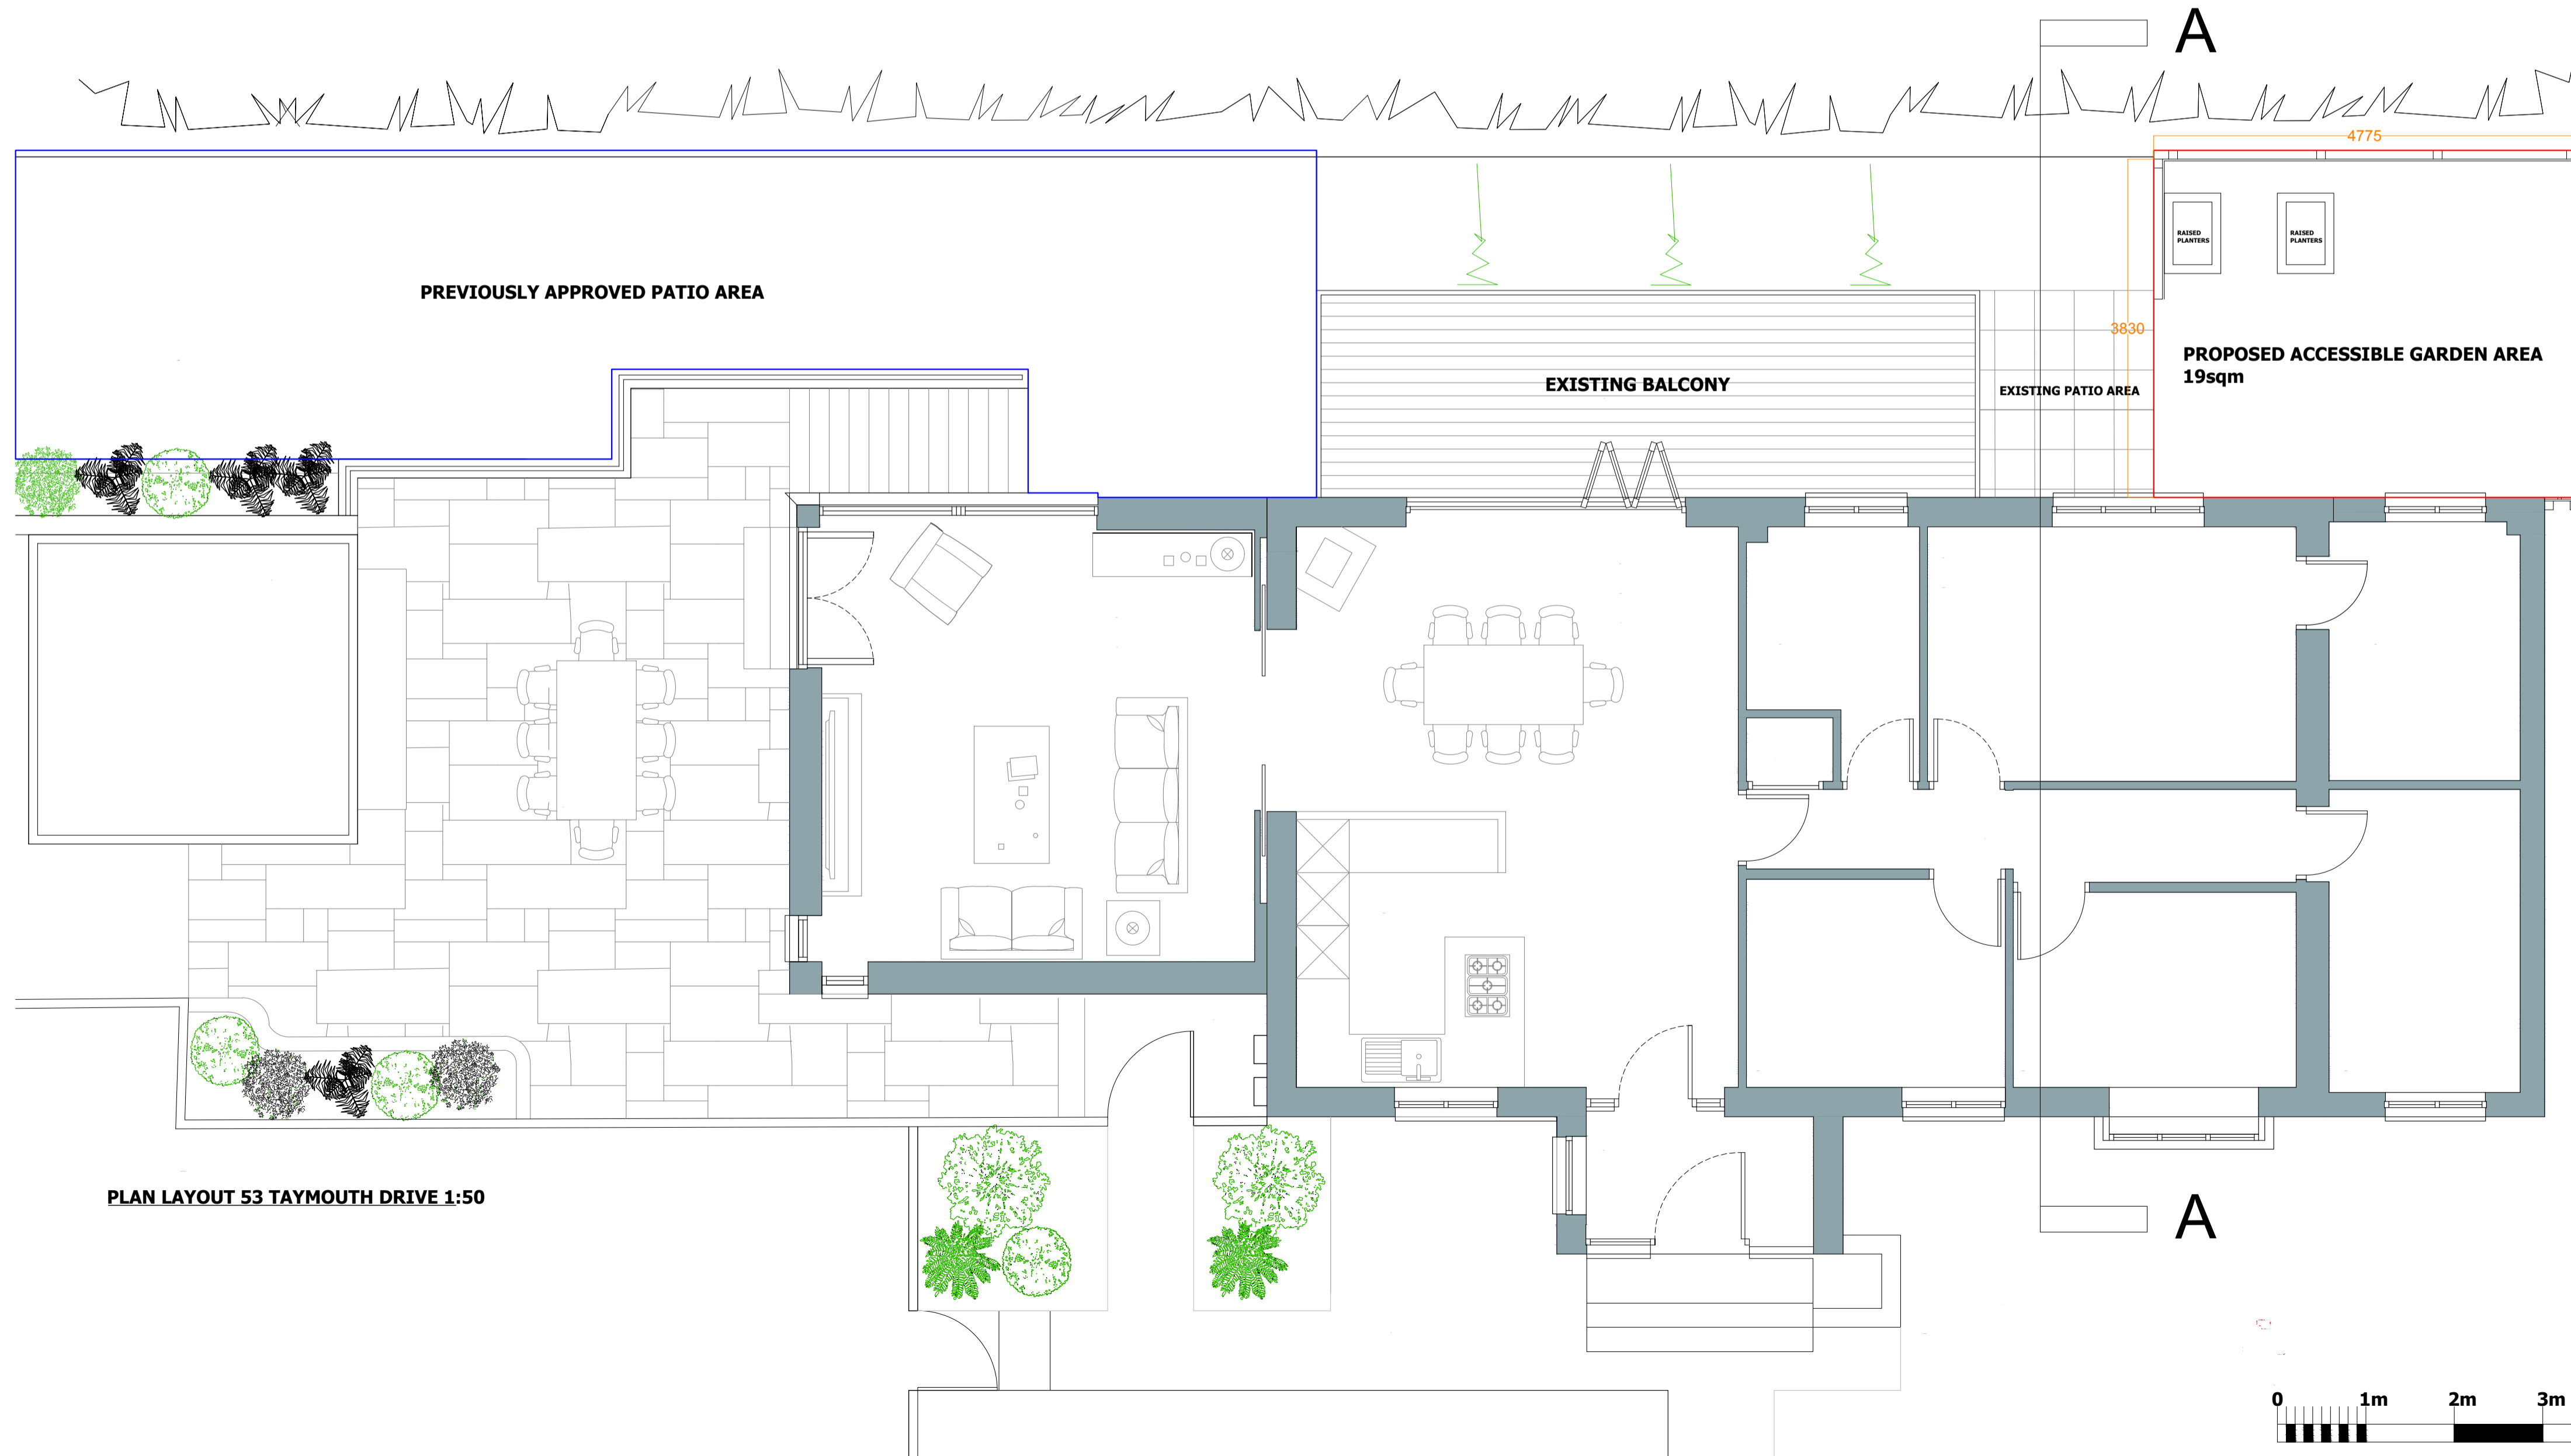 A
4775
RAISED
PLANTERS
RAISED
PLANTERS
PREVIOUSLY APPROVED PATIO AREA
3830
PROPOSED ACCESSIBLE GARDEN AREA
19sqm
EXISTING BALCONY
EXISTING PATIO AREA
PLAN LAYOUT 53 TAYMOUTH DRIVE 1:50
A
0 1m 2m 3m